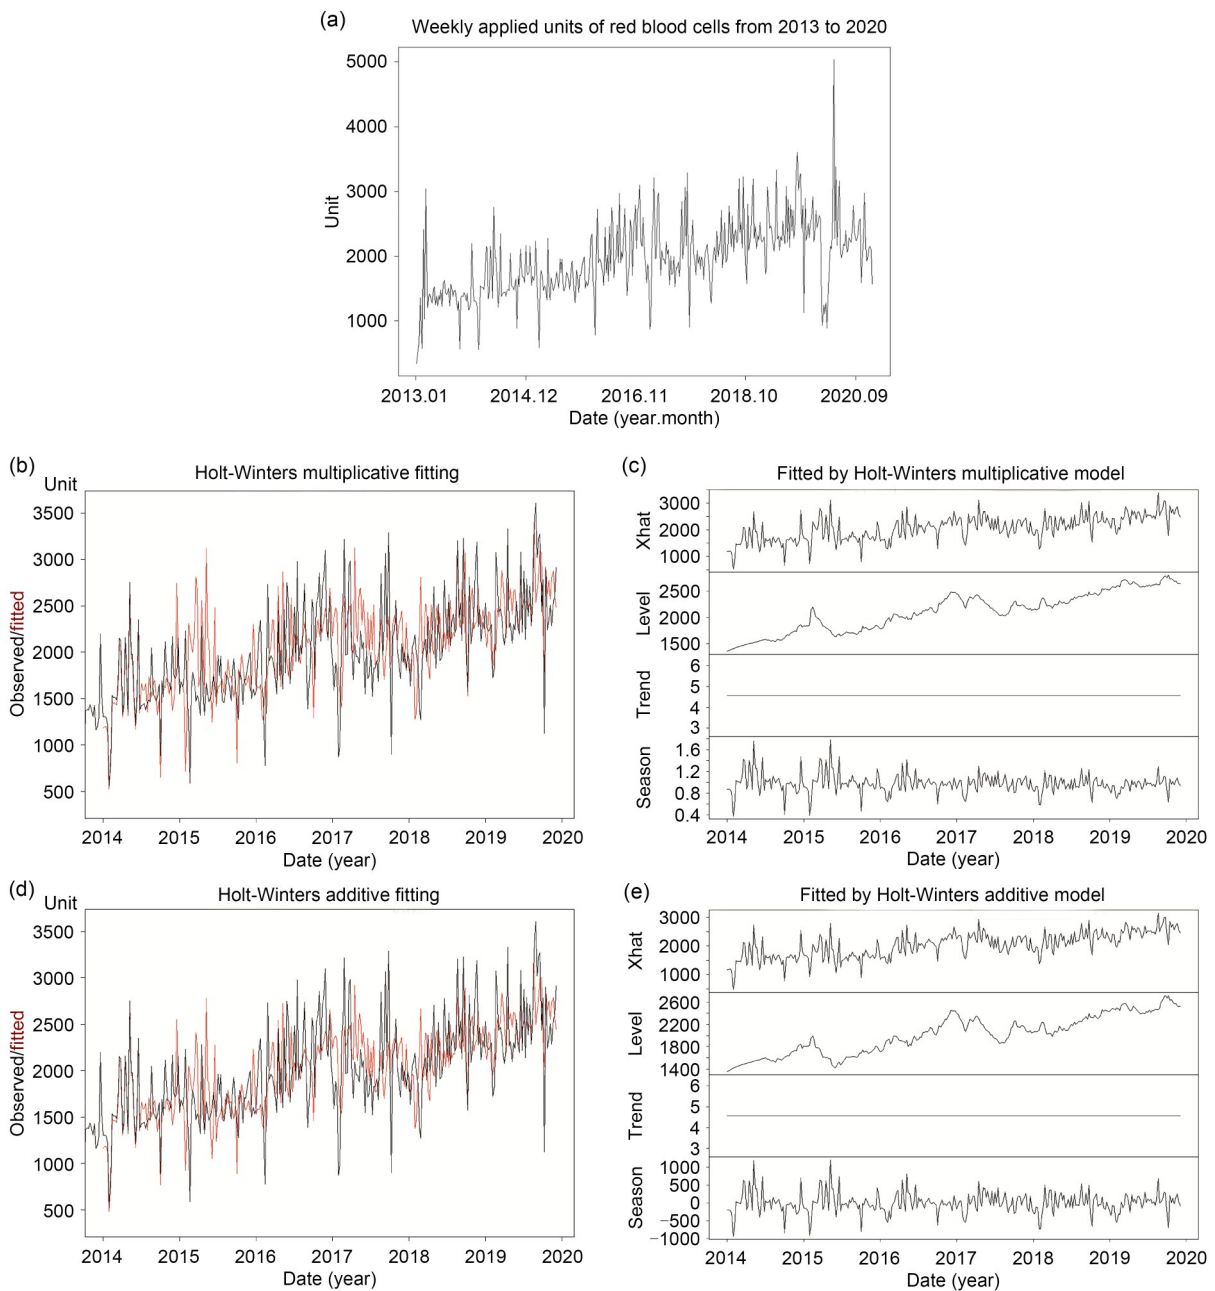 (a)
Weekly applied units of red blood cells from 2013 to 2020
Unit
5000
4000
3000
2000
1000
2013.01 2014.12 2016.11 2018.10 2020.09
Date (year.month)
(b)
Holt-Winters multiplicative fitting
Unit
Observed/fitted
3500
3000
2500
2000
1500
1000
500
2014 2015 2016 2017 2018 2019 2020
Date (year)
(c)
Fitted by Holt-Winters multiplicative model
Xhat
3000
2000
1000
Level
2500
2000
1500
Trend
6
5
4
3
Season
1.6
1.2
0.8
0.4
2014 2015 2016 2017 2018 2019 2020
Date (year)
(d)
Holt-Winters additive fitting
Unit
Observed/fitted
3500
3000
2500
2000
1500
1000
500
2014 2015 2016 2017 2018 2019 2020
Date (year)
(e)
Fitted by Holt-Winters additive model
Xhat
3000
2000
1000
Level
2600
2200
1800
1400
Trend
6
5
4
3
Season
1000
500
0
−500
−1000
2014 2015 2016 2017 2018 2019 2020
Date (year)